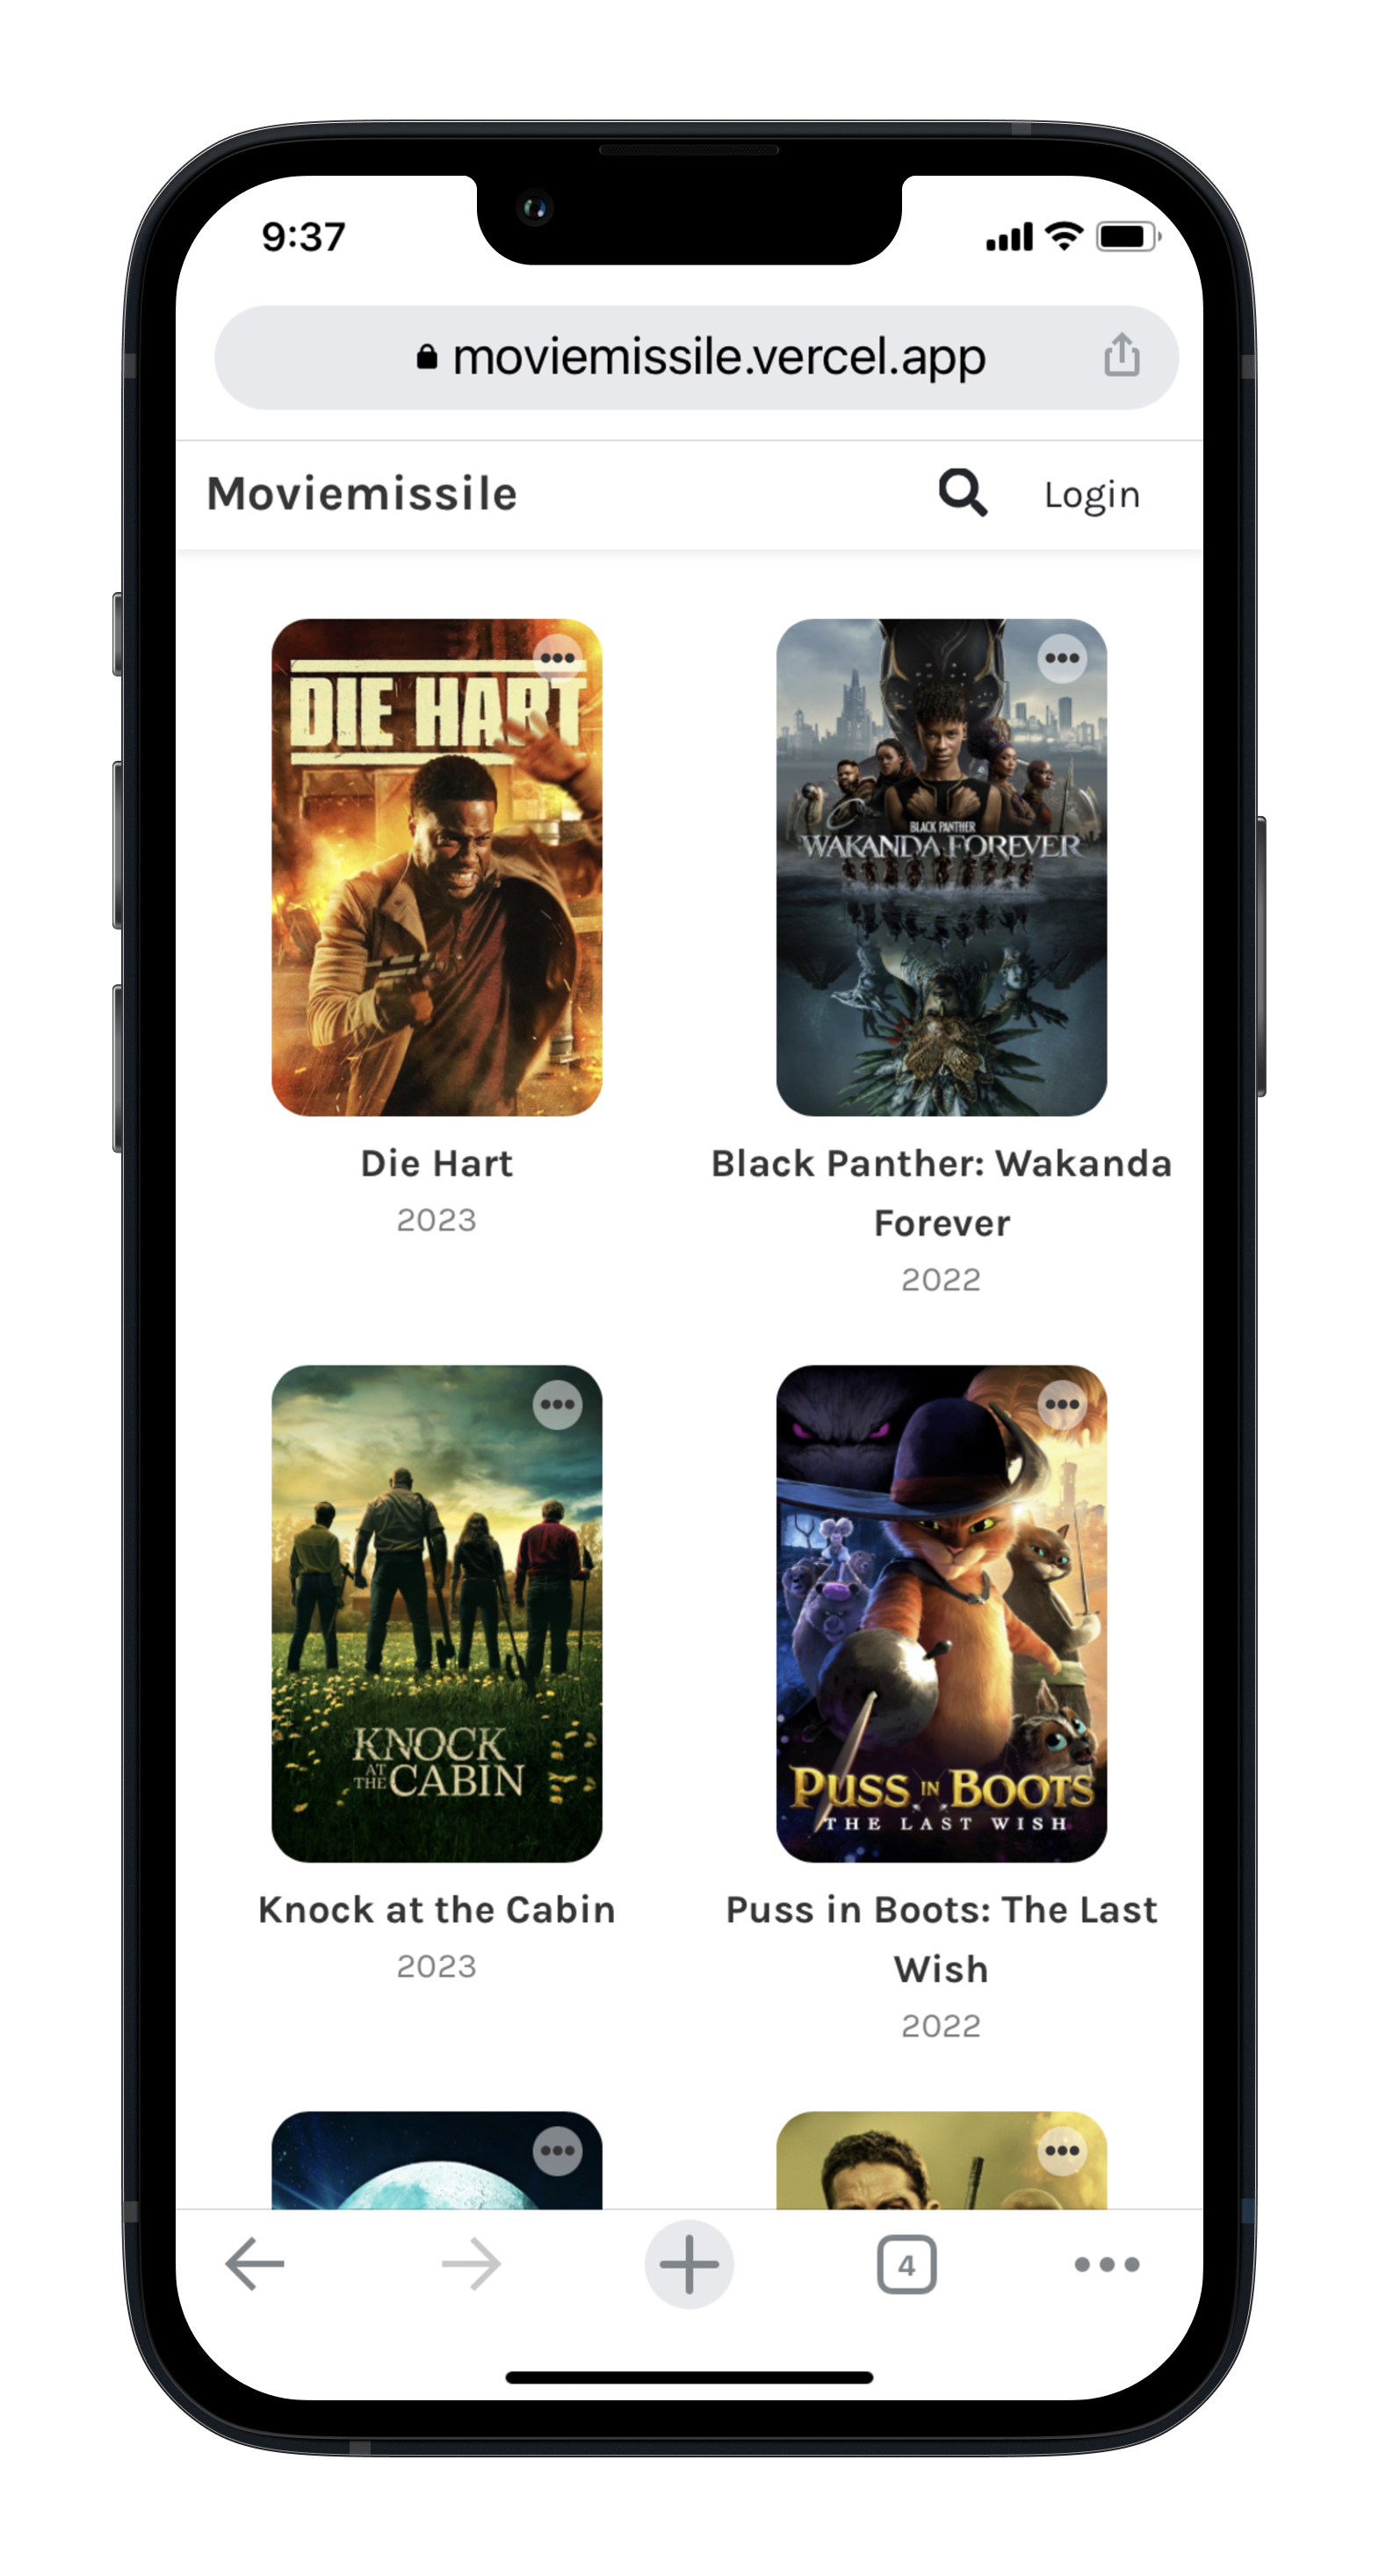 9:37
moviemissile.vercel.app
Moviemissile
Login
DIE HART
BLACK PANTHER
WAKANDA FOREVER
Die Hart
2023
Black Panther: Wakanda
Forever
2022
KNOCK
AT
THE CABIN
PUSS IN BOOTS
THE LAST WISH
Knock at the Cabin
2023
Puss in Boots: The Last
Wish
2022
4